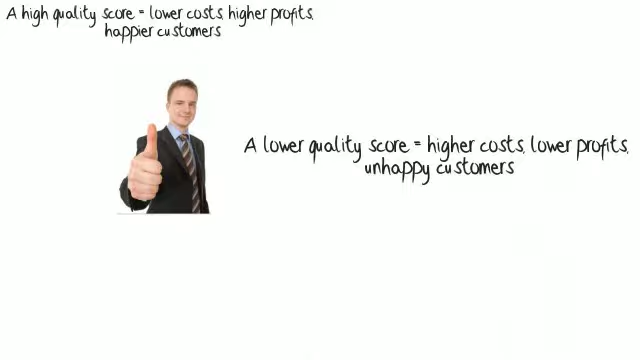 A high quality score = lower costs, higher profits,
happier customers
A lower quality score = higher costs, lower profits,
unhappy customers